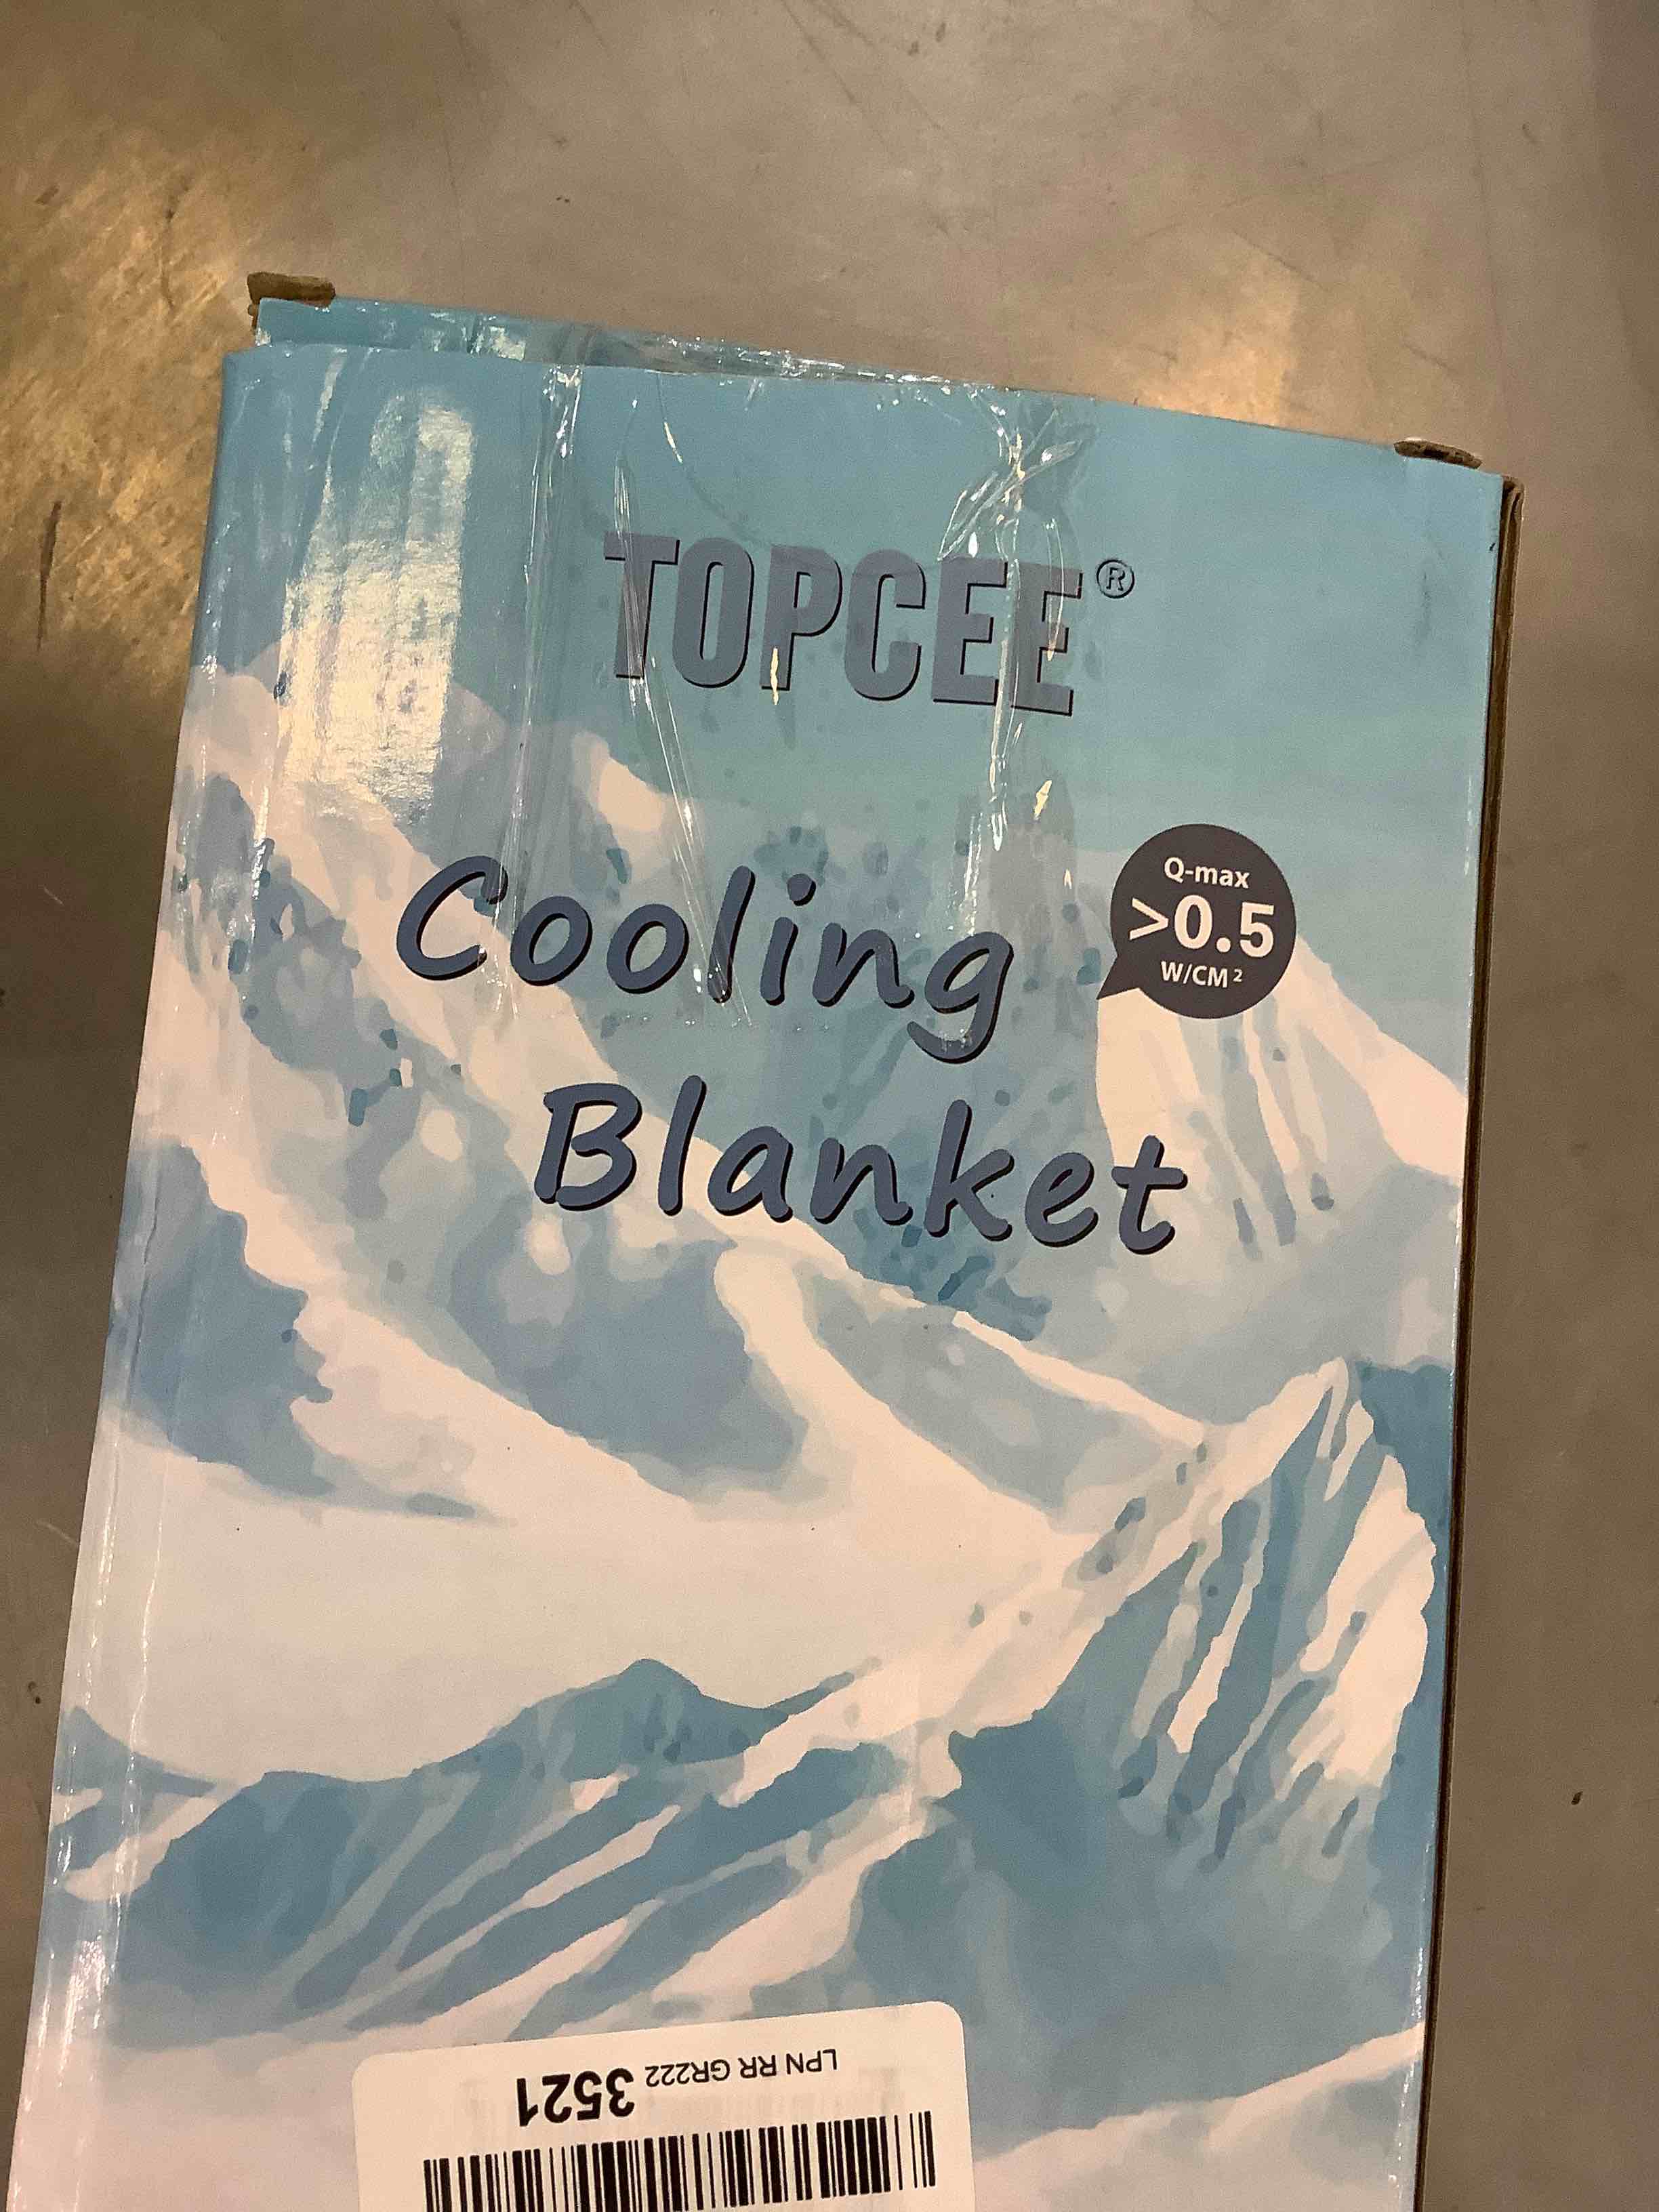 TOPCEE®
Cooling
Q-max
>0.5
W/CM²
Blanket
LPN RR GR222 3521